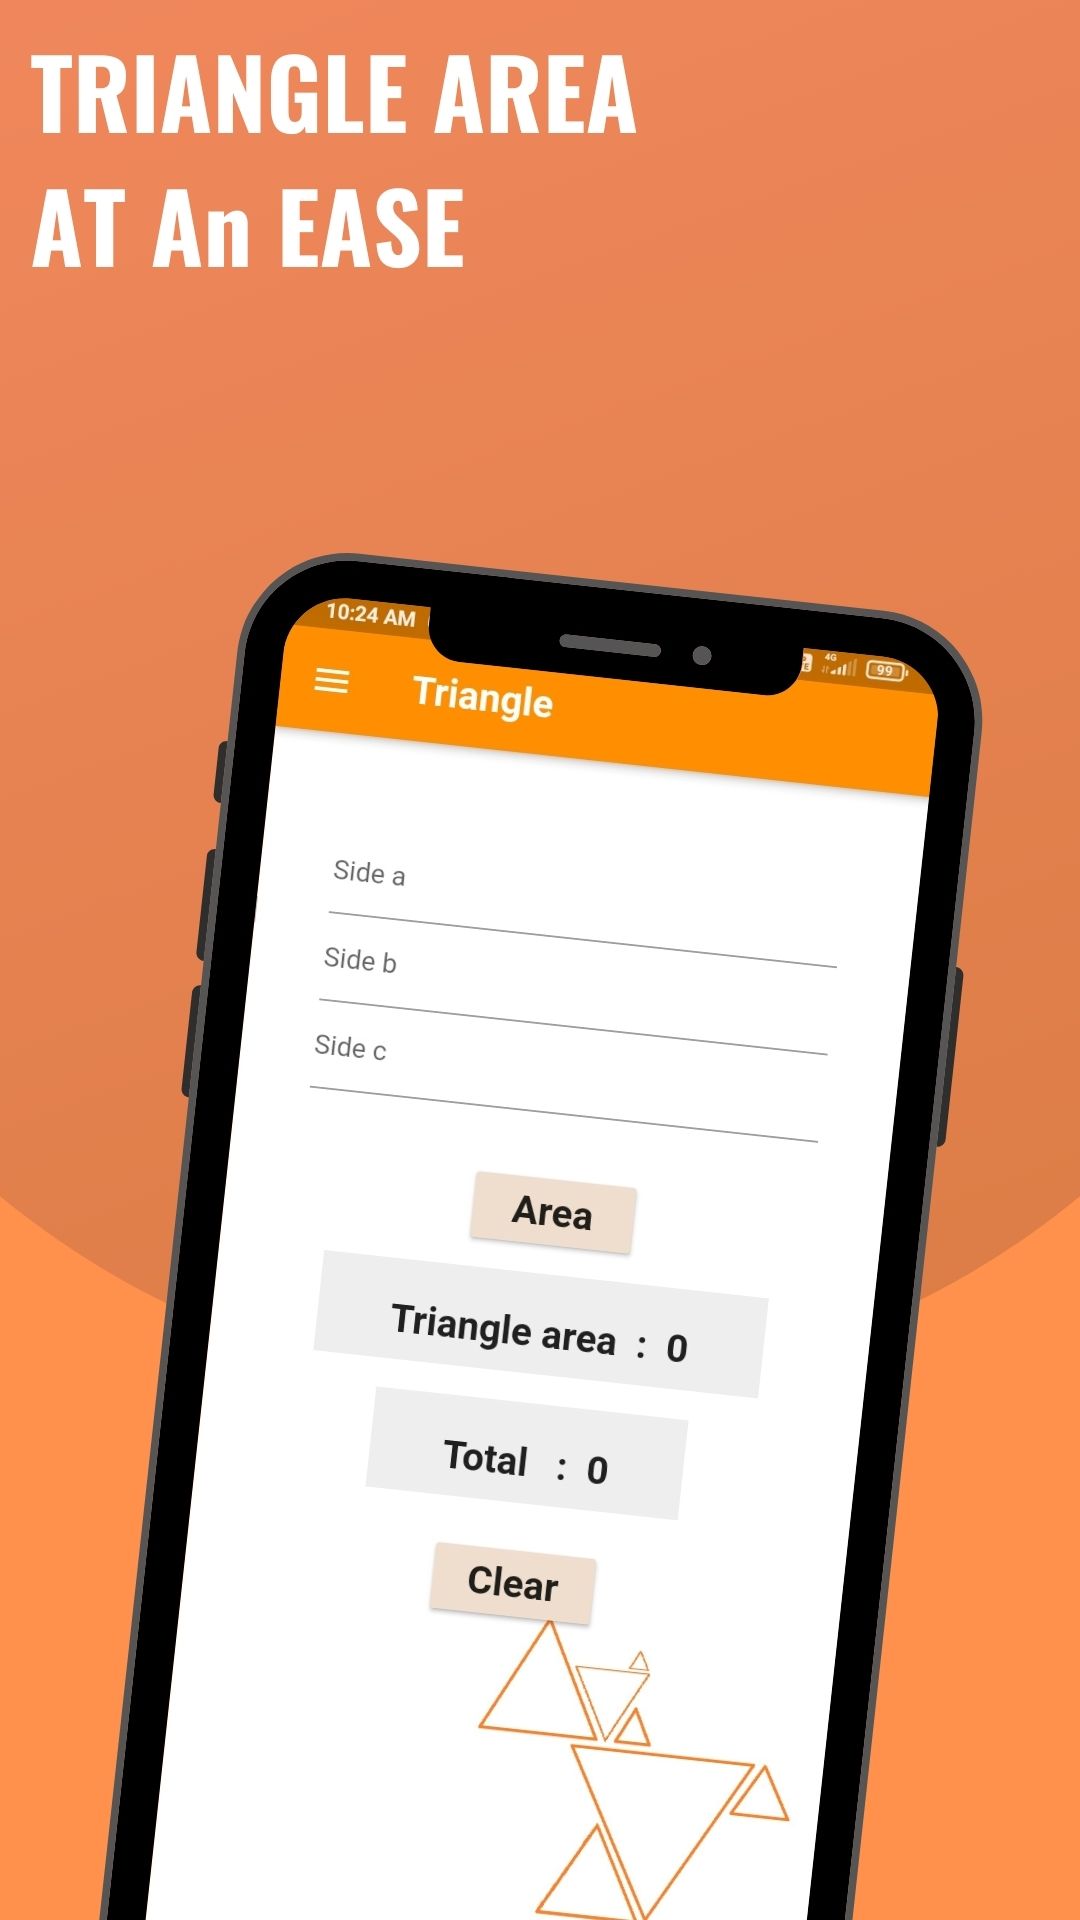 TRIANGLE AREA
AT An EASE
10:24 AM
4G
99
Triangle
Side a
Side b
Side c
Area
Triangle area : 0
Total : 0
Clear